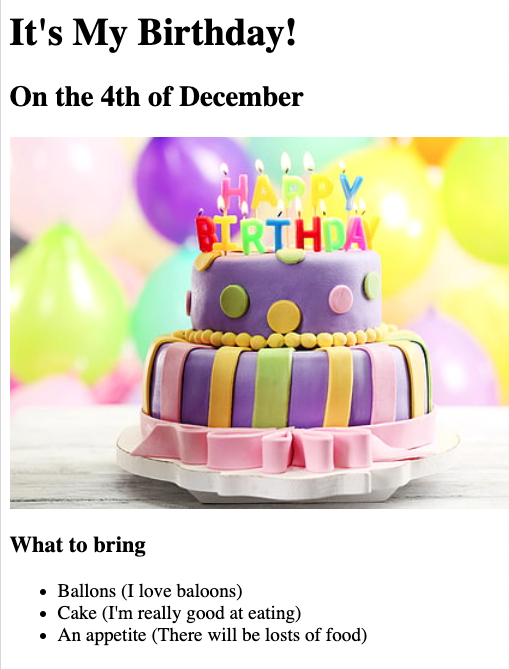 It's My Birthday!
On the 4th of December
HAPPY
BIRTHDAY
What to bring
Ballons (I love baloons)
Cake (I'm really good at eating)
An appetite (There will be losts of food)